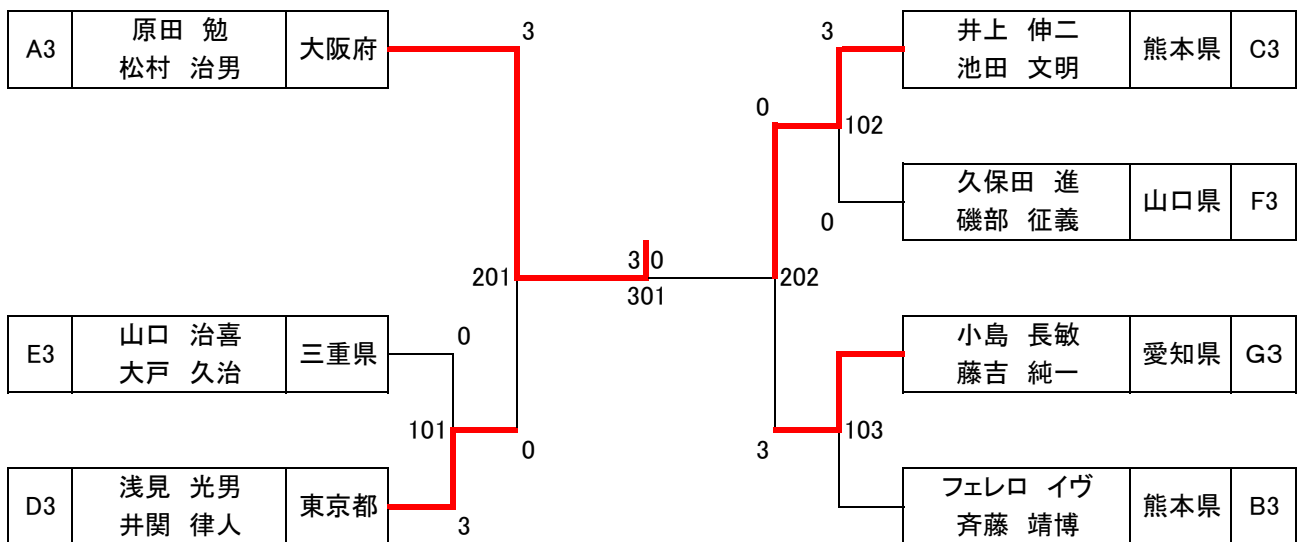 A3 原田 勉 松村 治男 大阪府
3
3
井上 伸二 池田 文明 熊本県 C3
0
102
久保田 進 磯部 征義 山口県 F3
0
3 0
201
301
202
E3 山口 治喜 大戸 久治 三重県
0
小島 長敏 藤吉 純一 愛知県 G3
101
0
3
103
D3 浅見 光男 井関 律人 東京都
3
フェレロ イヴ 斉藤 靖博 熊本県 B3